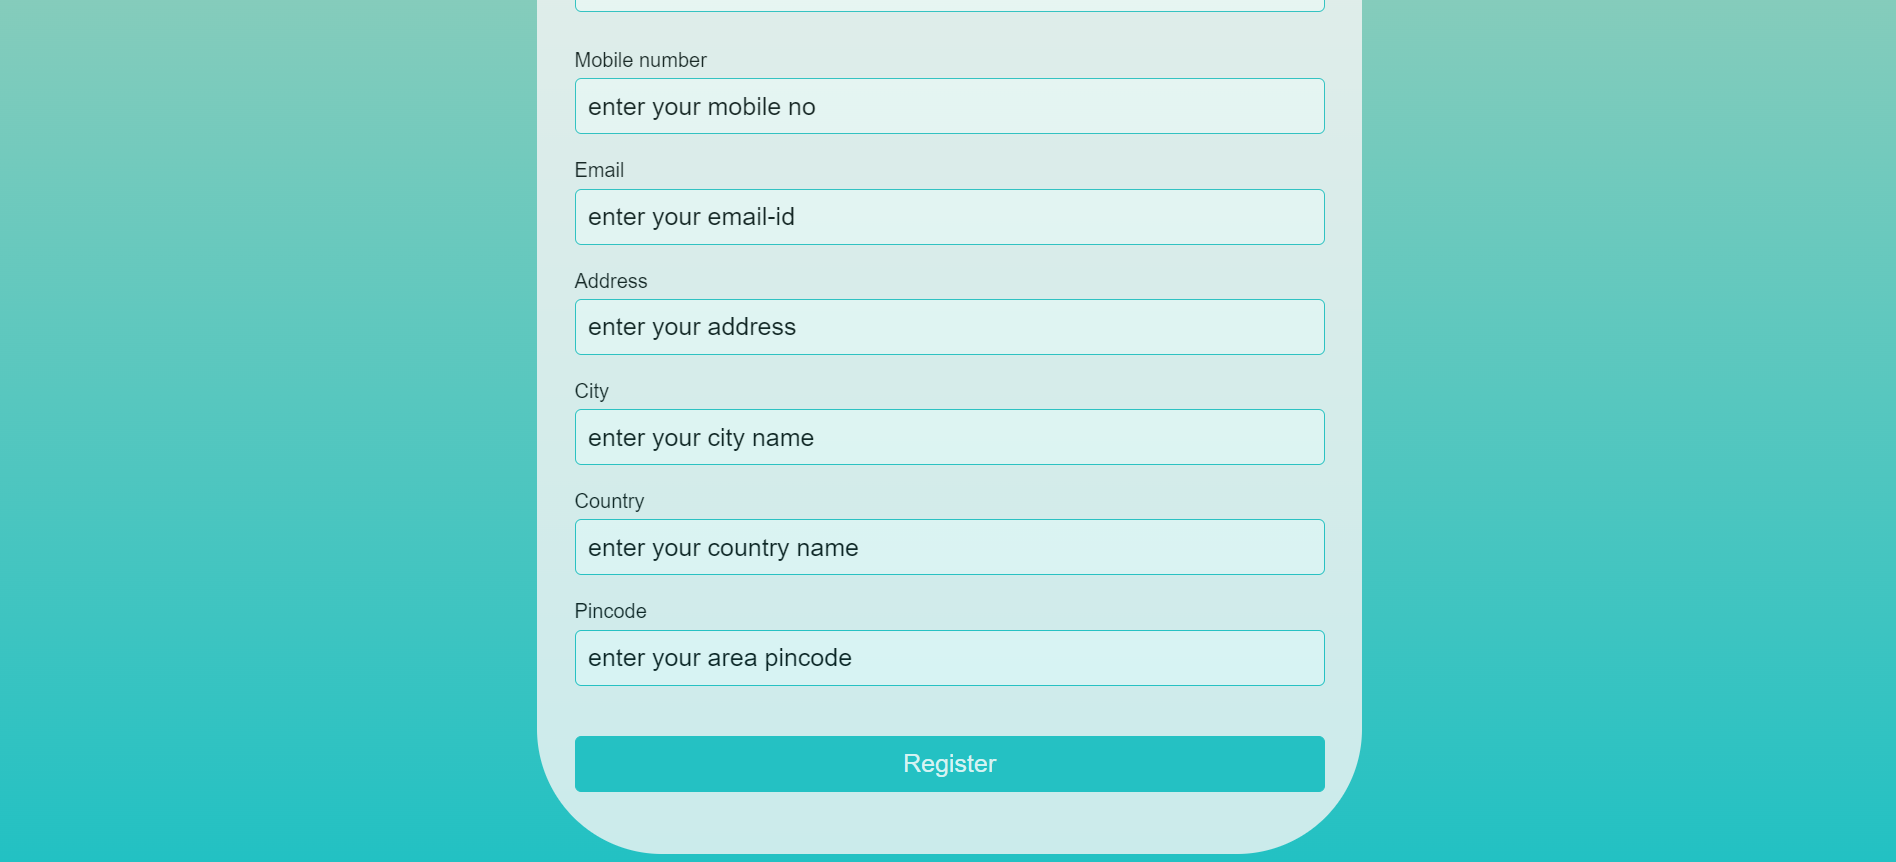 Mobile number
enter your mobile no
Email
enter your email-id
Address
enter your address
City
enter your city name
Country
enter your country name
Pincode
enter your area pincode
Register